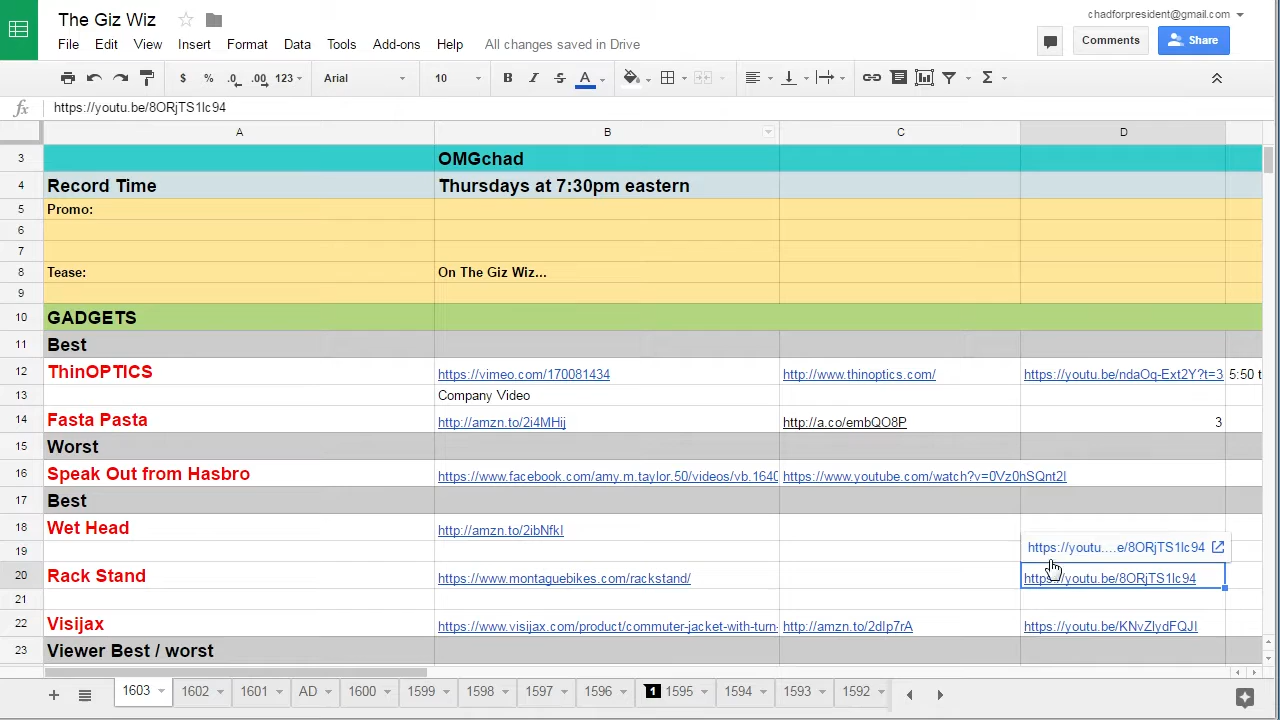 The Giz Wiz
chadforpresident@gmail.com
File Edit View Insert Format Data Tools Add-ons Help All changes saved in Drive
Comments Share
$ % .0 .00 123 Arial 10 B I S A Σ
fx https://youtu.be/8ORjTS1lc94
A B C D
3 OMGchad
4 Record Time Thursdays at 7:30pm eastern
5 Promo:
6
7
8 Tease: On The Giz Wiz...
9
10 GADGETS
11 Best
12 ThinOPTICS https://vimeo.com/170081434 http://www.thinoptics.com/ https://youtu.be/ndaOq-Ext2Y?t=3 5:50 t
13 Company Video
14 Fasta Pasta http://amzn.to/2i4MHij http://a.co/embQO8P 3
15 Worst
16 Speak Out from Hasbro https://www.facebook.com/amy.m.taylor.50/videos/vb.1640 https://www.youtube.com/watch?v=0Vz0hSQnt2I
17 Best
18 Wet Head http://amzn.to/2ibNfkI
19 https://youtu....e/8ORjTS1lc94
20 Rack Stand https://www.montaguebikes.com/rackstand/ https://youtu.be/8ORjTS1lc94
21
22 Visijax https://www.visijax.com/product/commuter-jacket-with-turn- http://amzn.to/2dIp7rA https://youtu.be/KNvZlydFQJI
23 Viewer Best / worst
1603 1602 1601 AD 1600 1599 1598 1597 1596 1 1595 1594 1593 1592